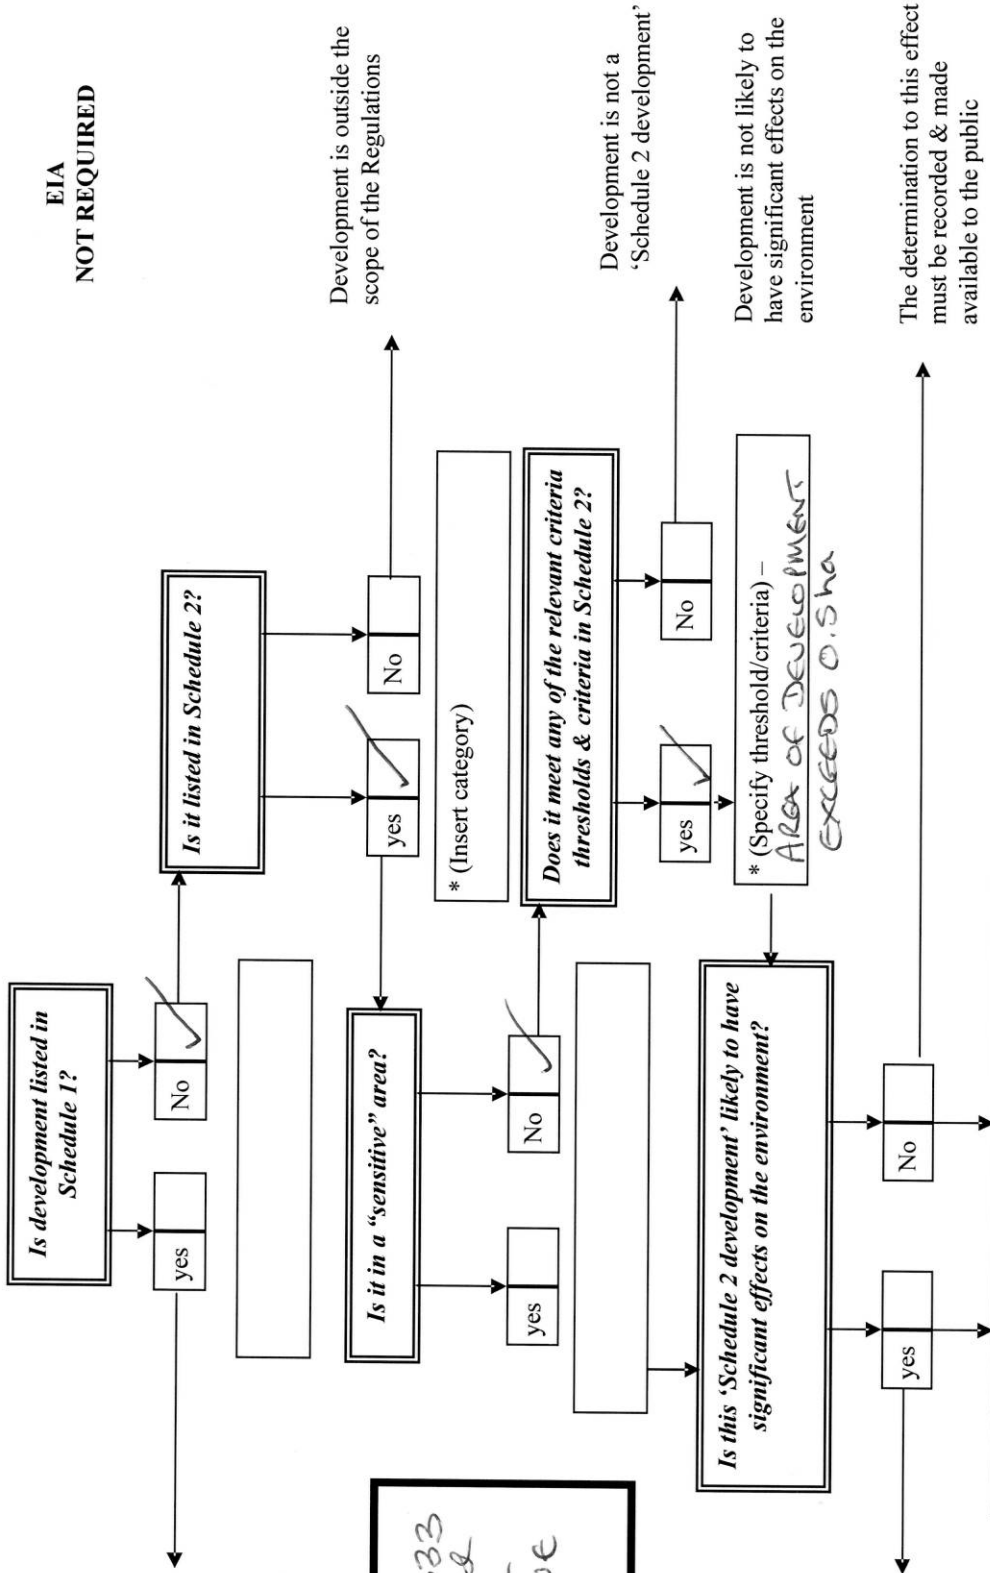 EIA
NOT REQUIRED
Is development listed in
Schedule 1?
yes
No
Is it listed in Schedule 2?
yes
No
Development is outside the
scope of the Regulations
* (Insert category)
Is it in a “sensitive” area?
yes
No
Does it meet any of the relevant criteria
thresholds & criteria in Schedule 2?
yes
No
Development is not a
‘Schedule 2 development’
* (Specify threshold/criteria) –
AREA OF DEVELOPMENT
EXCEEDS 0.5ha
Development is not likely to
have significant effects on the
environment
Is this ‘Schedule 2 development’ likely to have
significant effects on the environment?
yes
No
The determination to this effect
must be recorded & made
available to the public
33